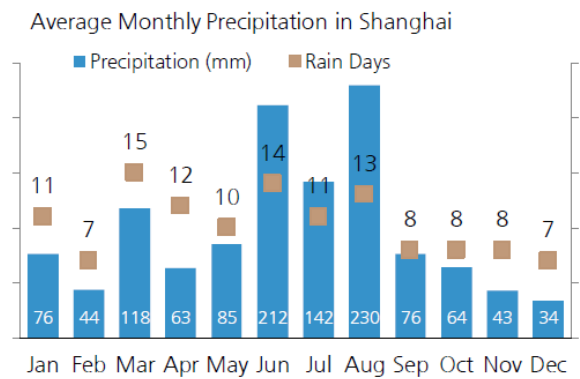 Average Monthly Precipitation in Shanghai
Precipitation (mm) Rain Days
11 7 15 12 10 14 11 13 8 8 8 7
76 44 118 63 85 212 142 230 76 64 43 34
Jan Feb Mar Apr May Jun Jul Aug Sep Oct Nov Dec